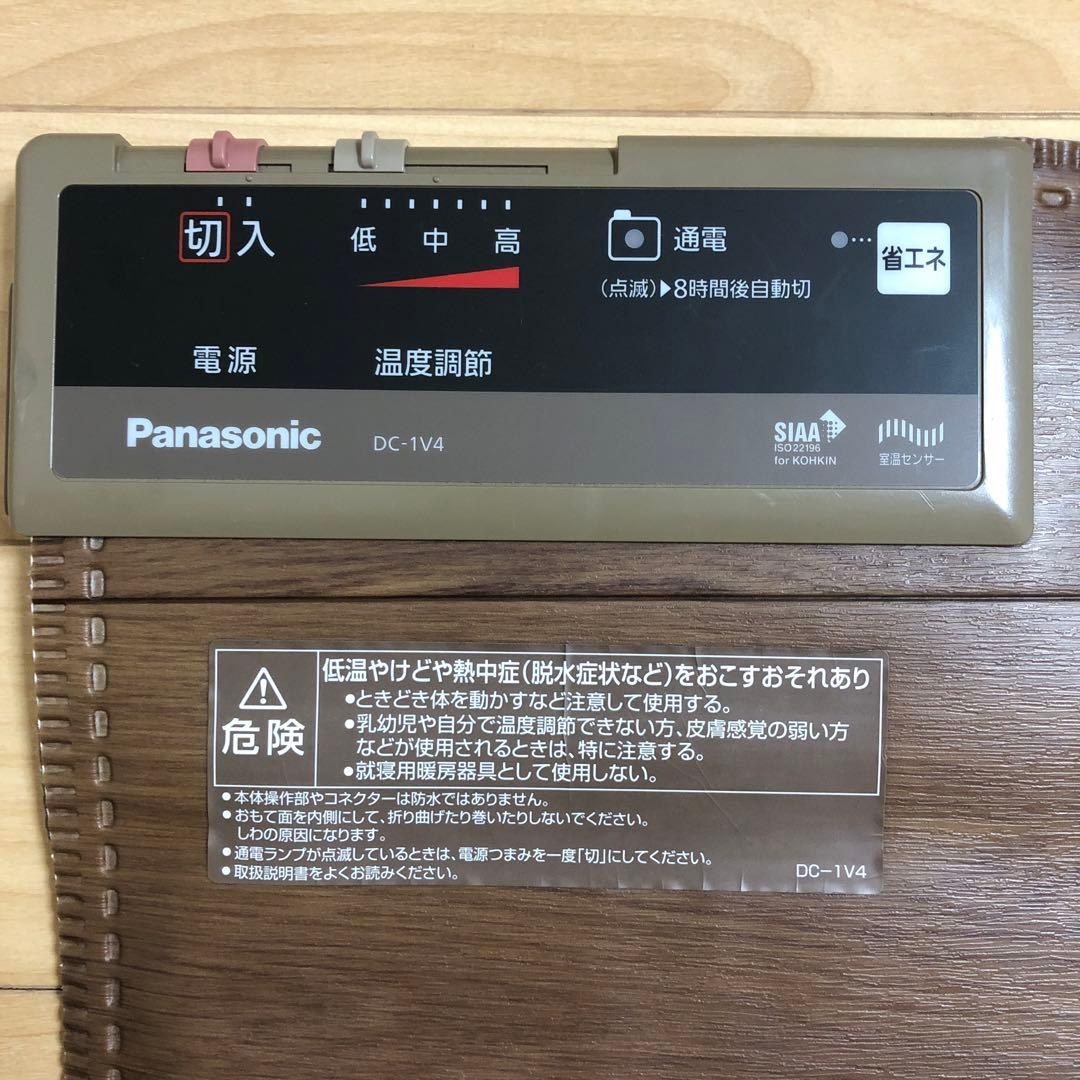 切 入
低 中 高
通電
省エネ
(点滅)▶8時間後自動切
電源
温度調節
Panasonic
DC-1V4
SIAA
ISO22196
for KOHKIN
室温センサー
危険
低温やけどや熱中症(脱水症状など)をおこすおそれあり
●ときどき体を動かすなど注意して使用する。
●乳幼児や自分で温度調節できない方、皮膚感覚の弱い方
などが使用されるときは、特に注意する。
●就寝用暖房器具として使用しない。
●本体操作部やコネクターは防水ではありません。
●おもて面を内側にして、折り曲げたり巻いたりしないでください。
しわの原因になります。
●通電ランプが点滅しているときは、電源つまみを一度「切」にしてください。
●取扱説明書をよくお読みください。
DC-1V4